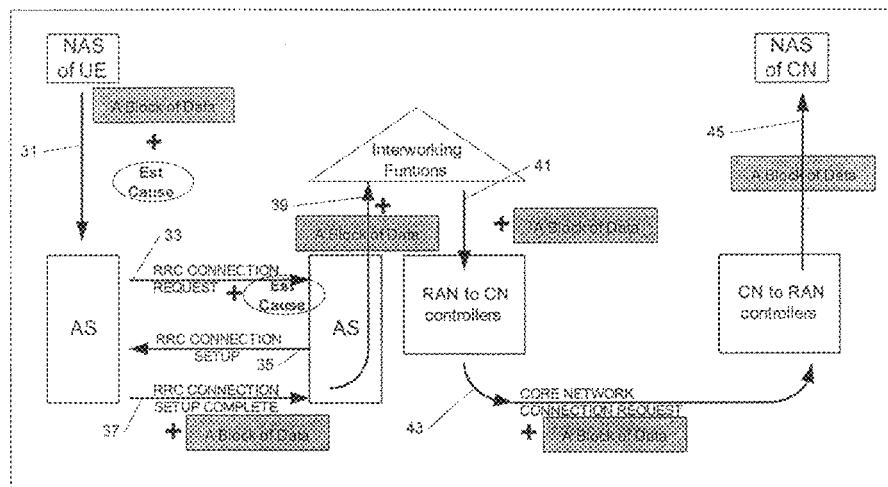 NAS
of UE
A Block of Data
+
Est
Cause
31
33
RRC CONNECTION
REQUEST
+
Est
Cause
AS
RRC CONNECTION
SETUP
35
RRC CONNECTION
SETUP COMPLETE
37
+
A Block of Data
AS
39
+
A Block of Data
Interworking
Funtions
41
+
A Block of Data
RAN to CN
controllers
43
CORE NETWORK
CONNECTION REQUEST
+
A Block of Data
CN to RAN
controllers
A Block of Data
45
NAS
of CN